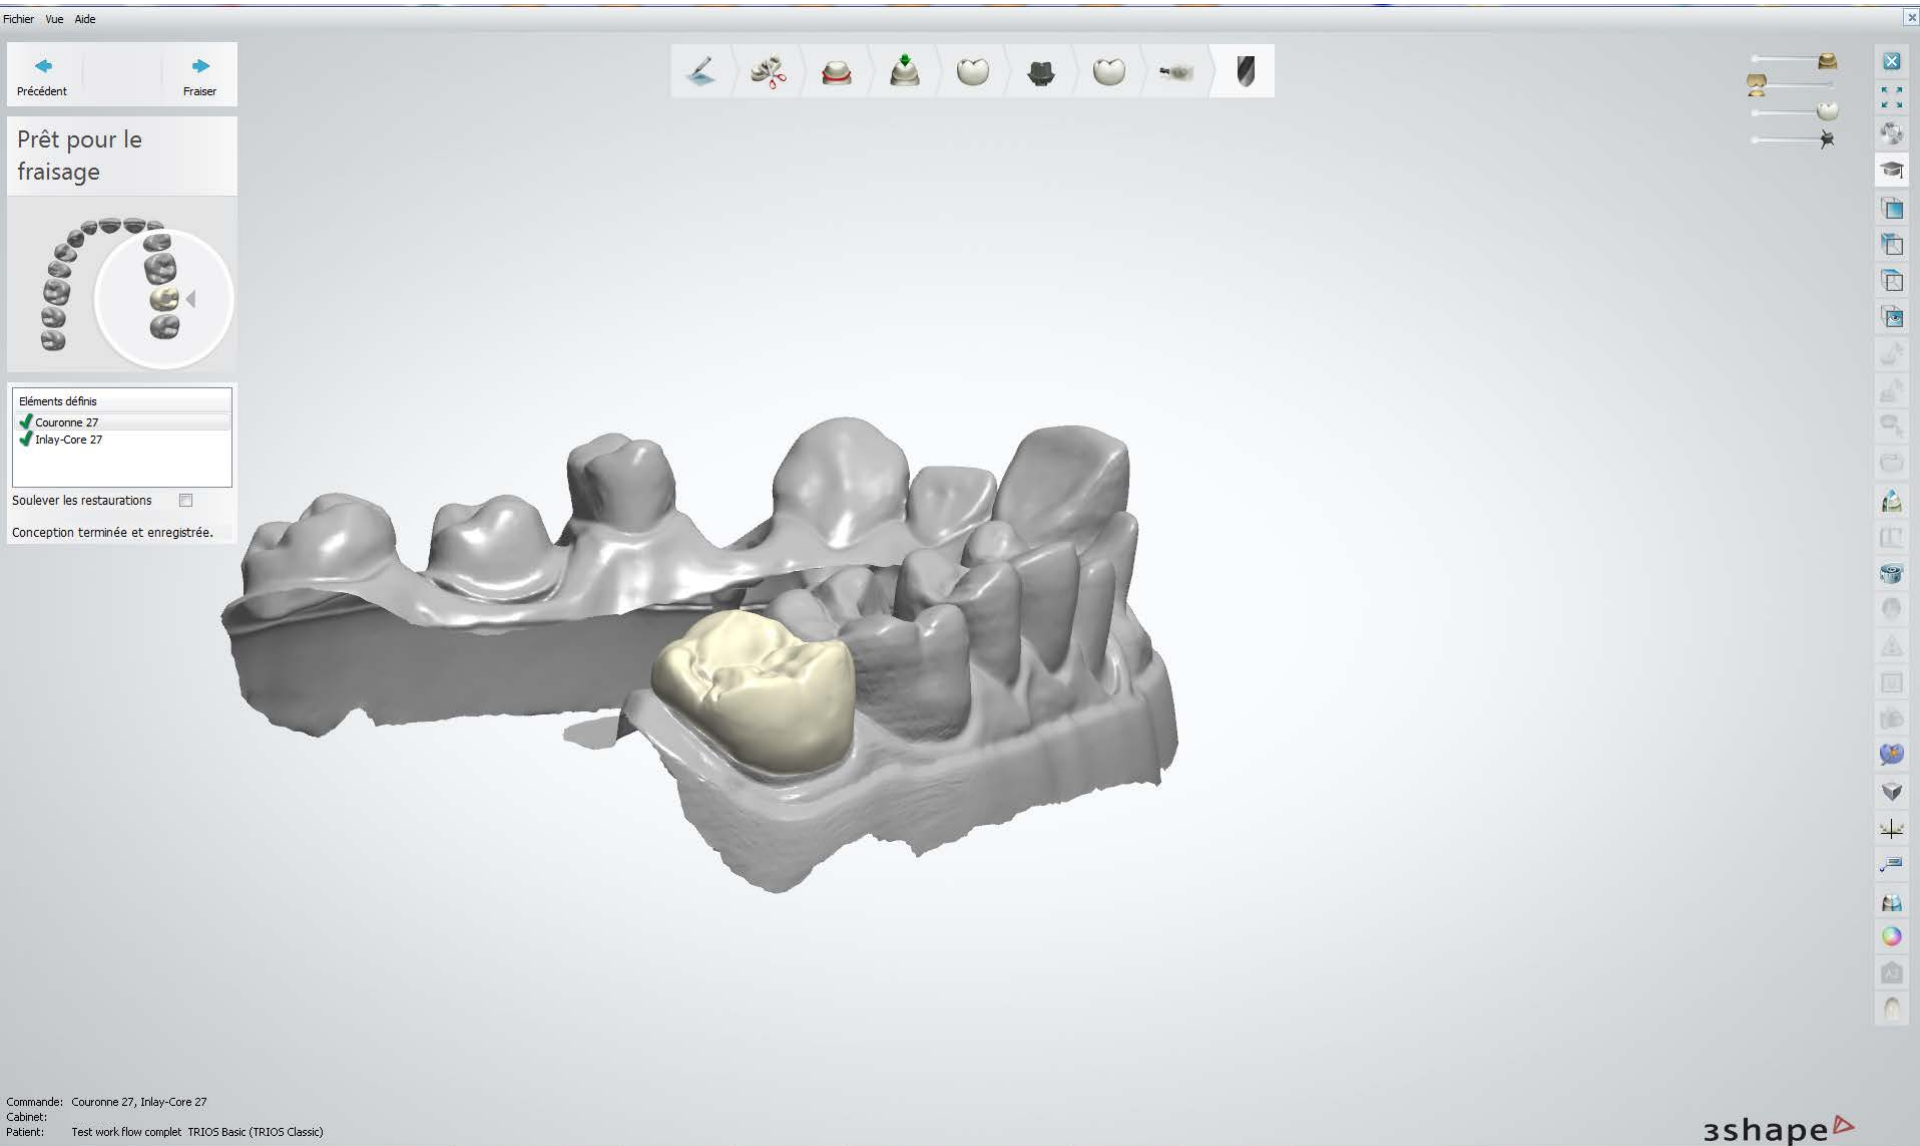 Fichier Vue Aide
Précédent
Fraiser
Prêt pour le
fraisage
Eléments définis
Couronne 27
Inlay-Core 27
Soulever les restaurations
Conception terminée et enregistrée.
Commande: Couronne 27, Inlay-Core 27
Cabinet:
Patient: Test work flow complet TRIOS Basic (TRIOS Classic)
3shape